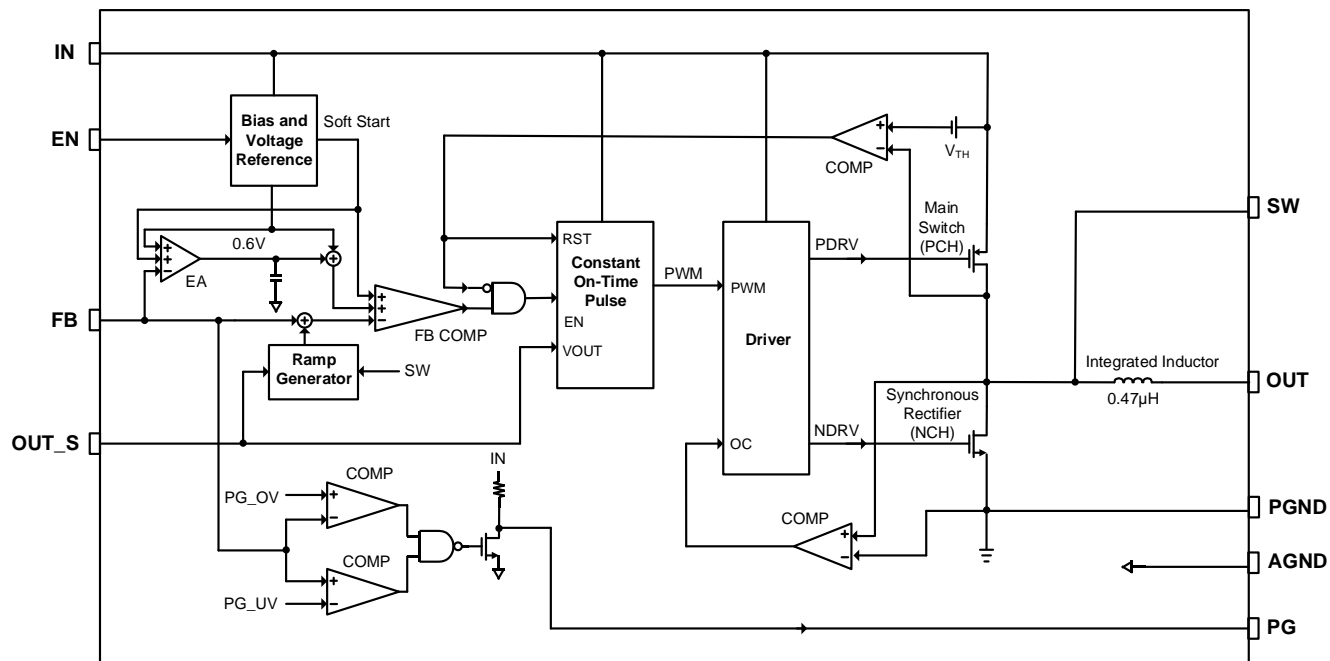 IN
EN
Bias and
Voltage
Reference
Soft Start
+
−
COMP
V_TH
SW
Main
Switch
(PCH)
+
+
−
EA
0.6V
+
RST
Constant
On-Time
Pulse
EN
VOUT
PWM
PWM
Driver
OC
PDRV
FB
+
+
+
−
FB COMP
Ramp
Generator
SW
Integrated Inductor
0.47µH
OUT
Synchronous
Rectifier
(NCH)
NDRV
OUT_S
IN
COMP
PG_OV
+
−
COMP
+
−
PG_UV
COMP
+
−
PGND
AGND
PG